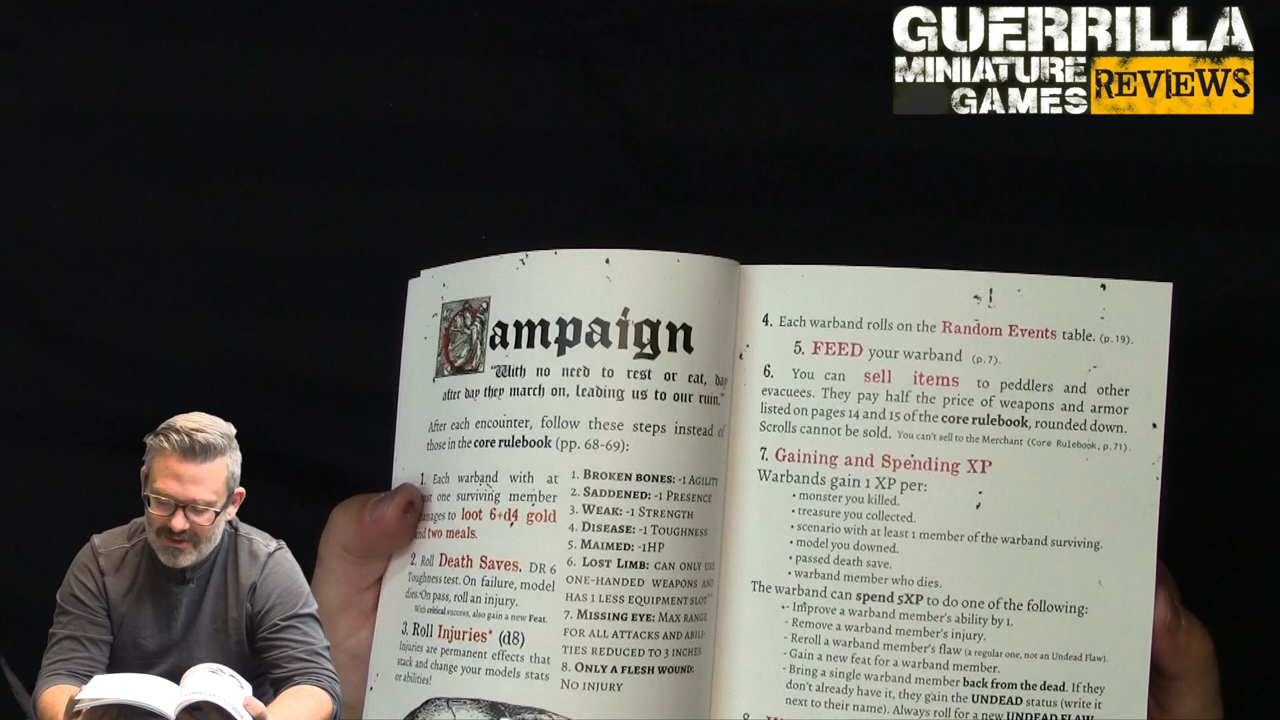 GUERRILLA
MINIATURE
GAMES
REVIEWS
Campaign
"With no need to rest or eat, day
after day they march on, leading us to our ruin."
After each encounter, follow these steps instead of
those in the core rulebook (pp. 68-69):
1. Each warband with at
one surviving member
to loot 6+d4 gold
and two meals.
2. Roll Death Saves. DR 6
Toughness test. On failure, model
dies. On pass, roll an injury.
With critical success, also gain a new Feat.
3. Roll Injuries* (d8)
Injuries are permanent effects that
stack and change your models stats
or abilities!
1. BROKEN BONES: -1 AGILITY
2. SADDENED: -1 PRESENCE
3. WEAK: -1 STRENGTH
4. DISEASE: -1 TOUGHNESS
5. MAIMED: -1HP
6. LOST LIMB: CAN ONLY USE
ONE-HANDED WEAPONS AND
HAS 1 LESS EQUIPMENT SLOT**
7. MISSING EYE: MAX RANGE
FOR ALL ATTACKS AND ABILI-
TIES REDUCED TO 3 INCHES
8. ONLY A FLESH WOUND:
NO INJURY
4. Each warband rolls on the Random Events table. (p.19).
5. FEED your warband (p.7).
6. You can sell items to peddlers and other
evacuees. They pay half the price of weapons and armor
listed on pages 14 and 15 of the core rulebook, rounded down.
Scrolls cannot be sold. You can't sell to the Merchant (Core Rulebook, p.71).
7. Gaining and Spending XP
Warbands gain 1 XP per:
• monster you killed.
• treasure you collected.
• scenario with at least 1 member of the warband surviving.
• model you downed.
• passed death save.
• warband member who dies.
The warband can spend 5XP to do one of the following:
- Improve a warband member's ability by 1.
- Remove a warband member's injury.
- Reroll a warband member's flaw (a regular one, not an Undead Flaw).
- Gain a new feat for a warband member.
- Bring a single warband member back from the dead. If they
don't already have it, they gain the UNDEAD status (write it
next to their name). Always roll for a new UNDEAD FLAW